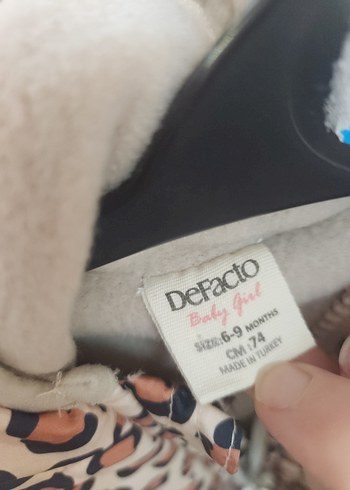 DeFacto
Baby Girl
size:6-9 MONTHS
CM :74
MADE IN TURKEY